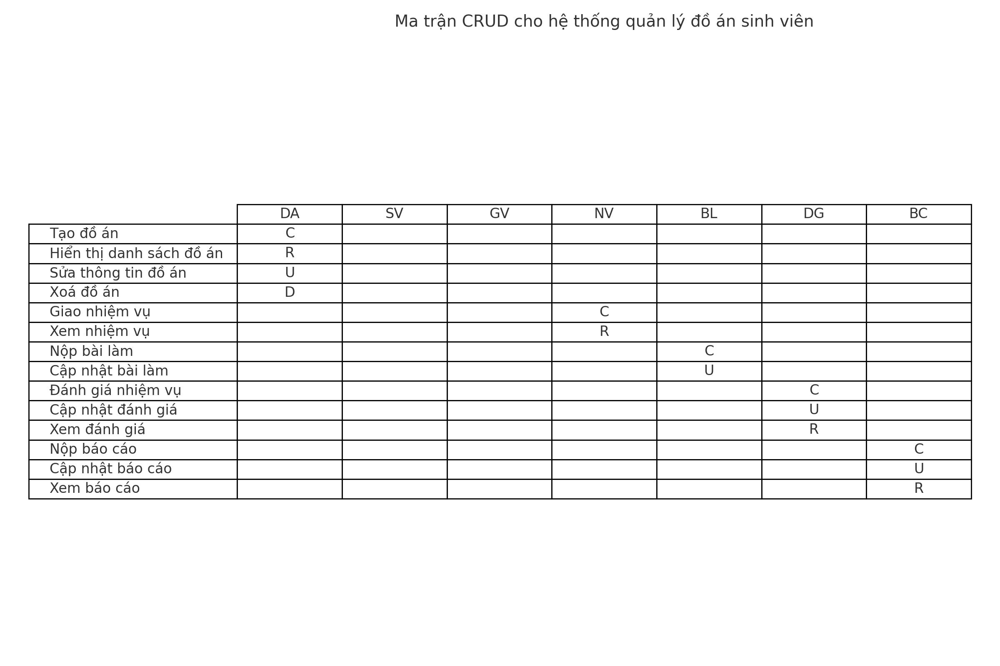 Ma trận CRUD cho hệ thống quản lý đồ án sinh viên
DA SV GV NV BL DG BC
Tạo đồ án C
Hiển thị danh sách đồ án R
Sửa thông tin đồ án U
Xoá đồ án D
Giao nhiệm vụ C
Xem nhiệm vụ R
Nộp bài làm C
Cập nhật bài làm U
Đánh giá nhiệm vụ C
Cập nhật đánh giá U
Xem đánh giá R
Nộp báo cáo C
Cập nhật báo cáo U
Xem báo cáo R